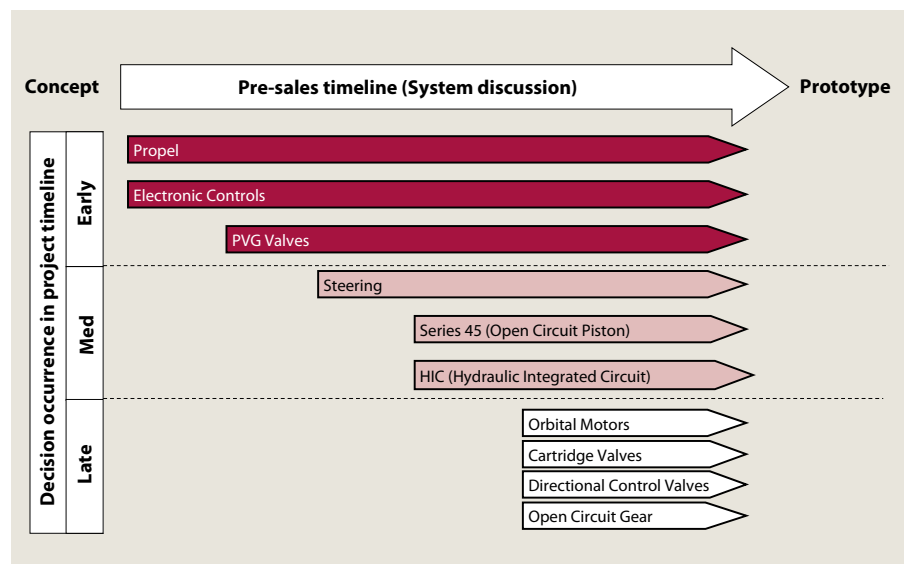 Concept
Pre-sales timeline (System discussion)
Prototype
Decision occurrence in project timeline
Early
Propel
Electronic Controls
PVG Valves
Med
Steering
Series 45 (Open Circuit Piston)
HIC (Hydraulic Integrated Circuit)
Late
Orbital Motors
Cartridge Valves
Directional Control Valves
Open Circuit Gear